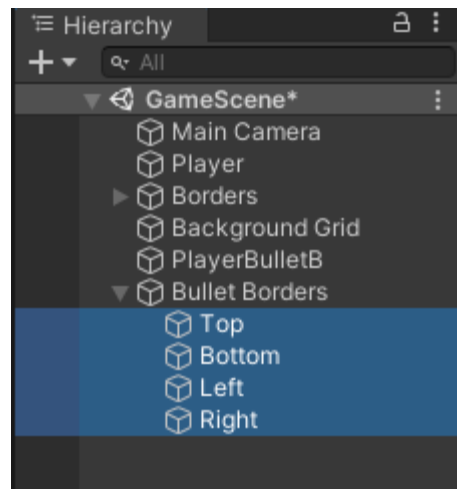 Hierarchy
All
GameScene*
Main Camera
Player
Borders
Background Grid
PlayerBulletB
Bullet Borders
Top
Bottom
Left
Right